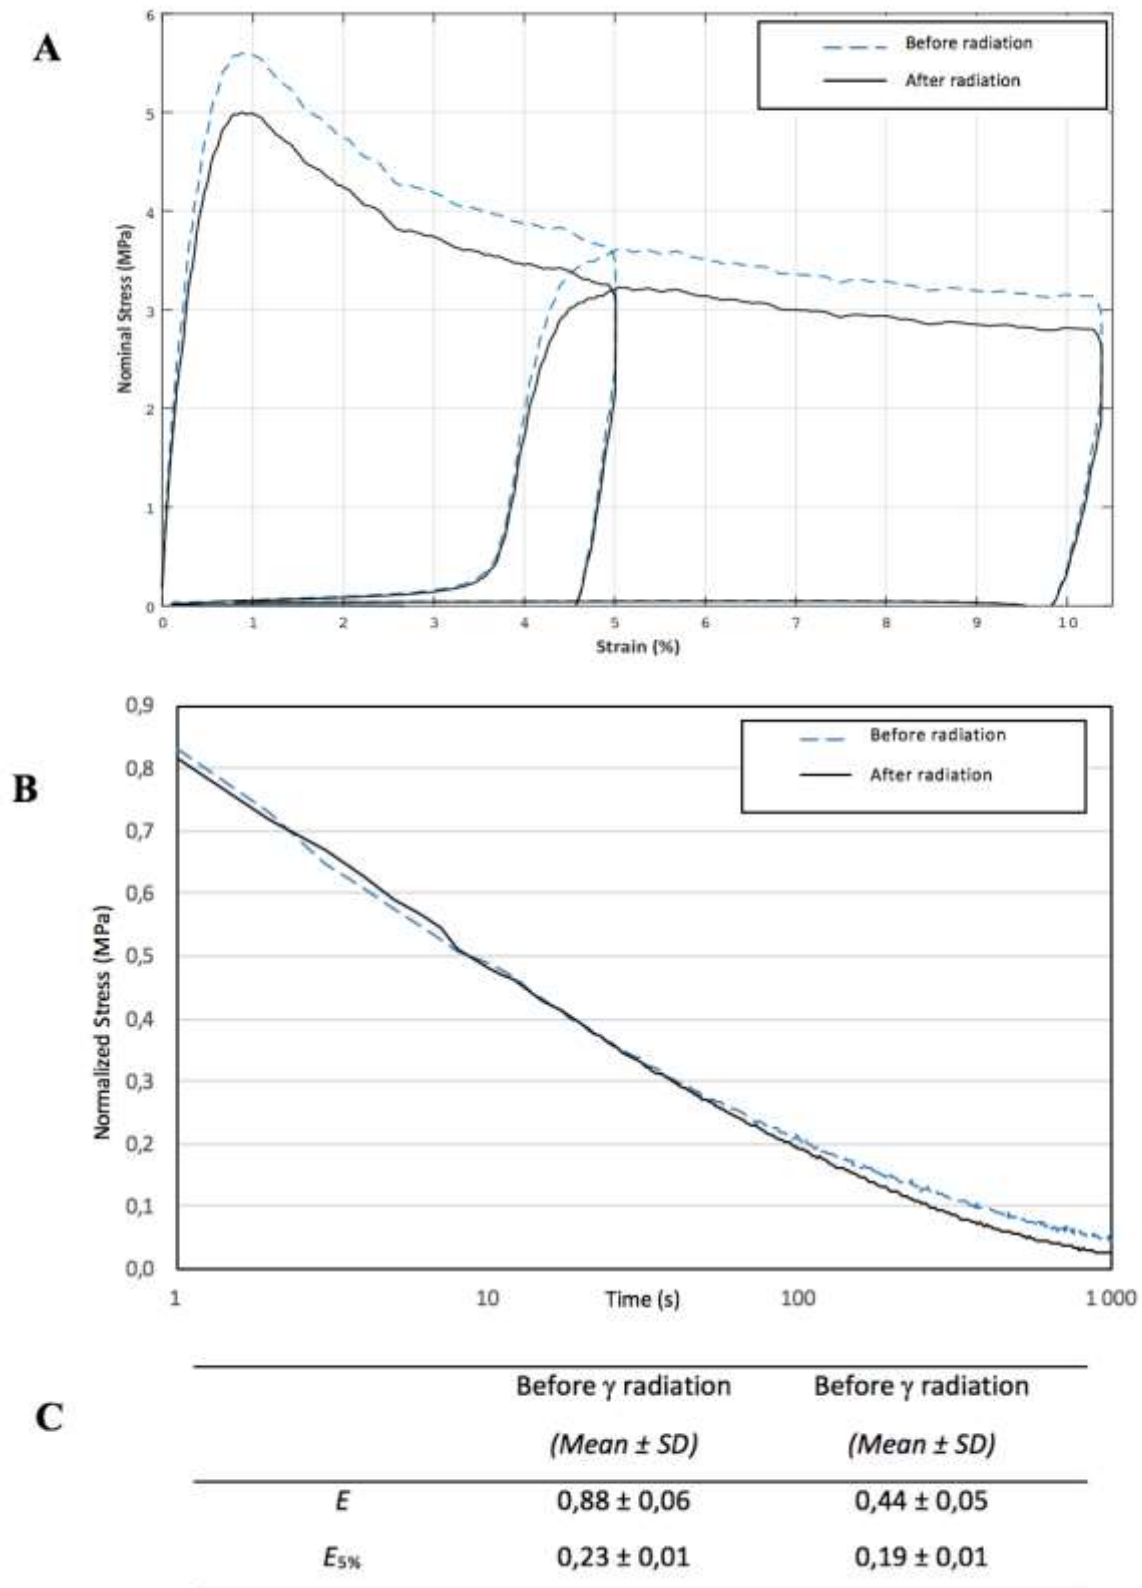 A
6
5
4
3
2
1
0
Nominal Stress (MPa)
Before radiation
After radiation
0 1 2 3 4 5 6 7 8 9 10
Strain (%)
B
0,9
0,8
0,7
0,6
0,5
0,4
0,3
0,2
0,1
0,0
Normalized Stress (MPa)
Before radiation
After radiation
1 10 Time (s) 100 1 000
C
Before γ radiation Before γ radiation
(Mean ± SD) (Mean ± SD)
E 0,88 ± 0,06 0,44 ± 0,05
E5% 0,23 ± 0,01 0,19 ± 0,01